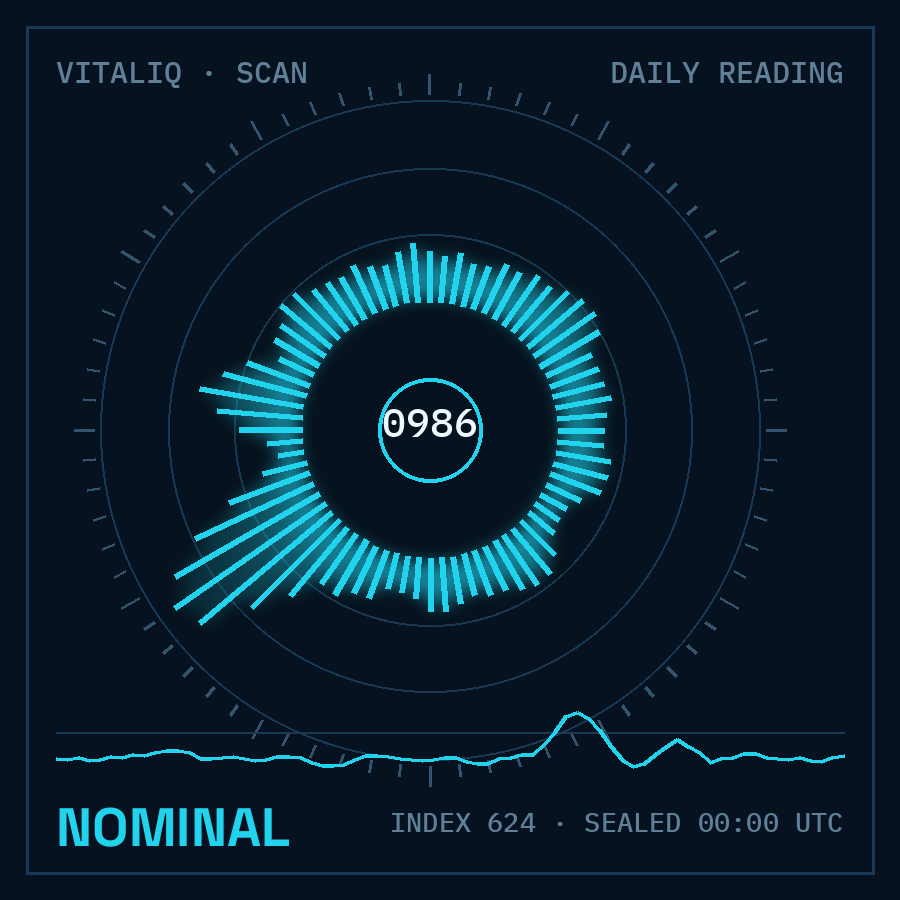 VITALIQ · SCAN
DAILY READING
0986
NOMINAL
INDEX 624 · SEALED 00:00 UTC